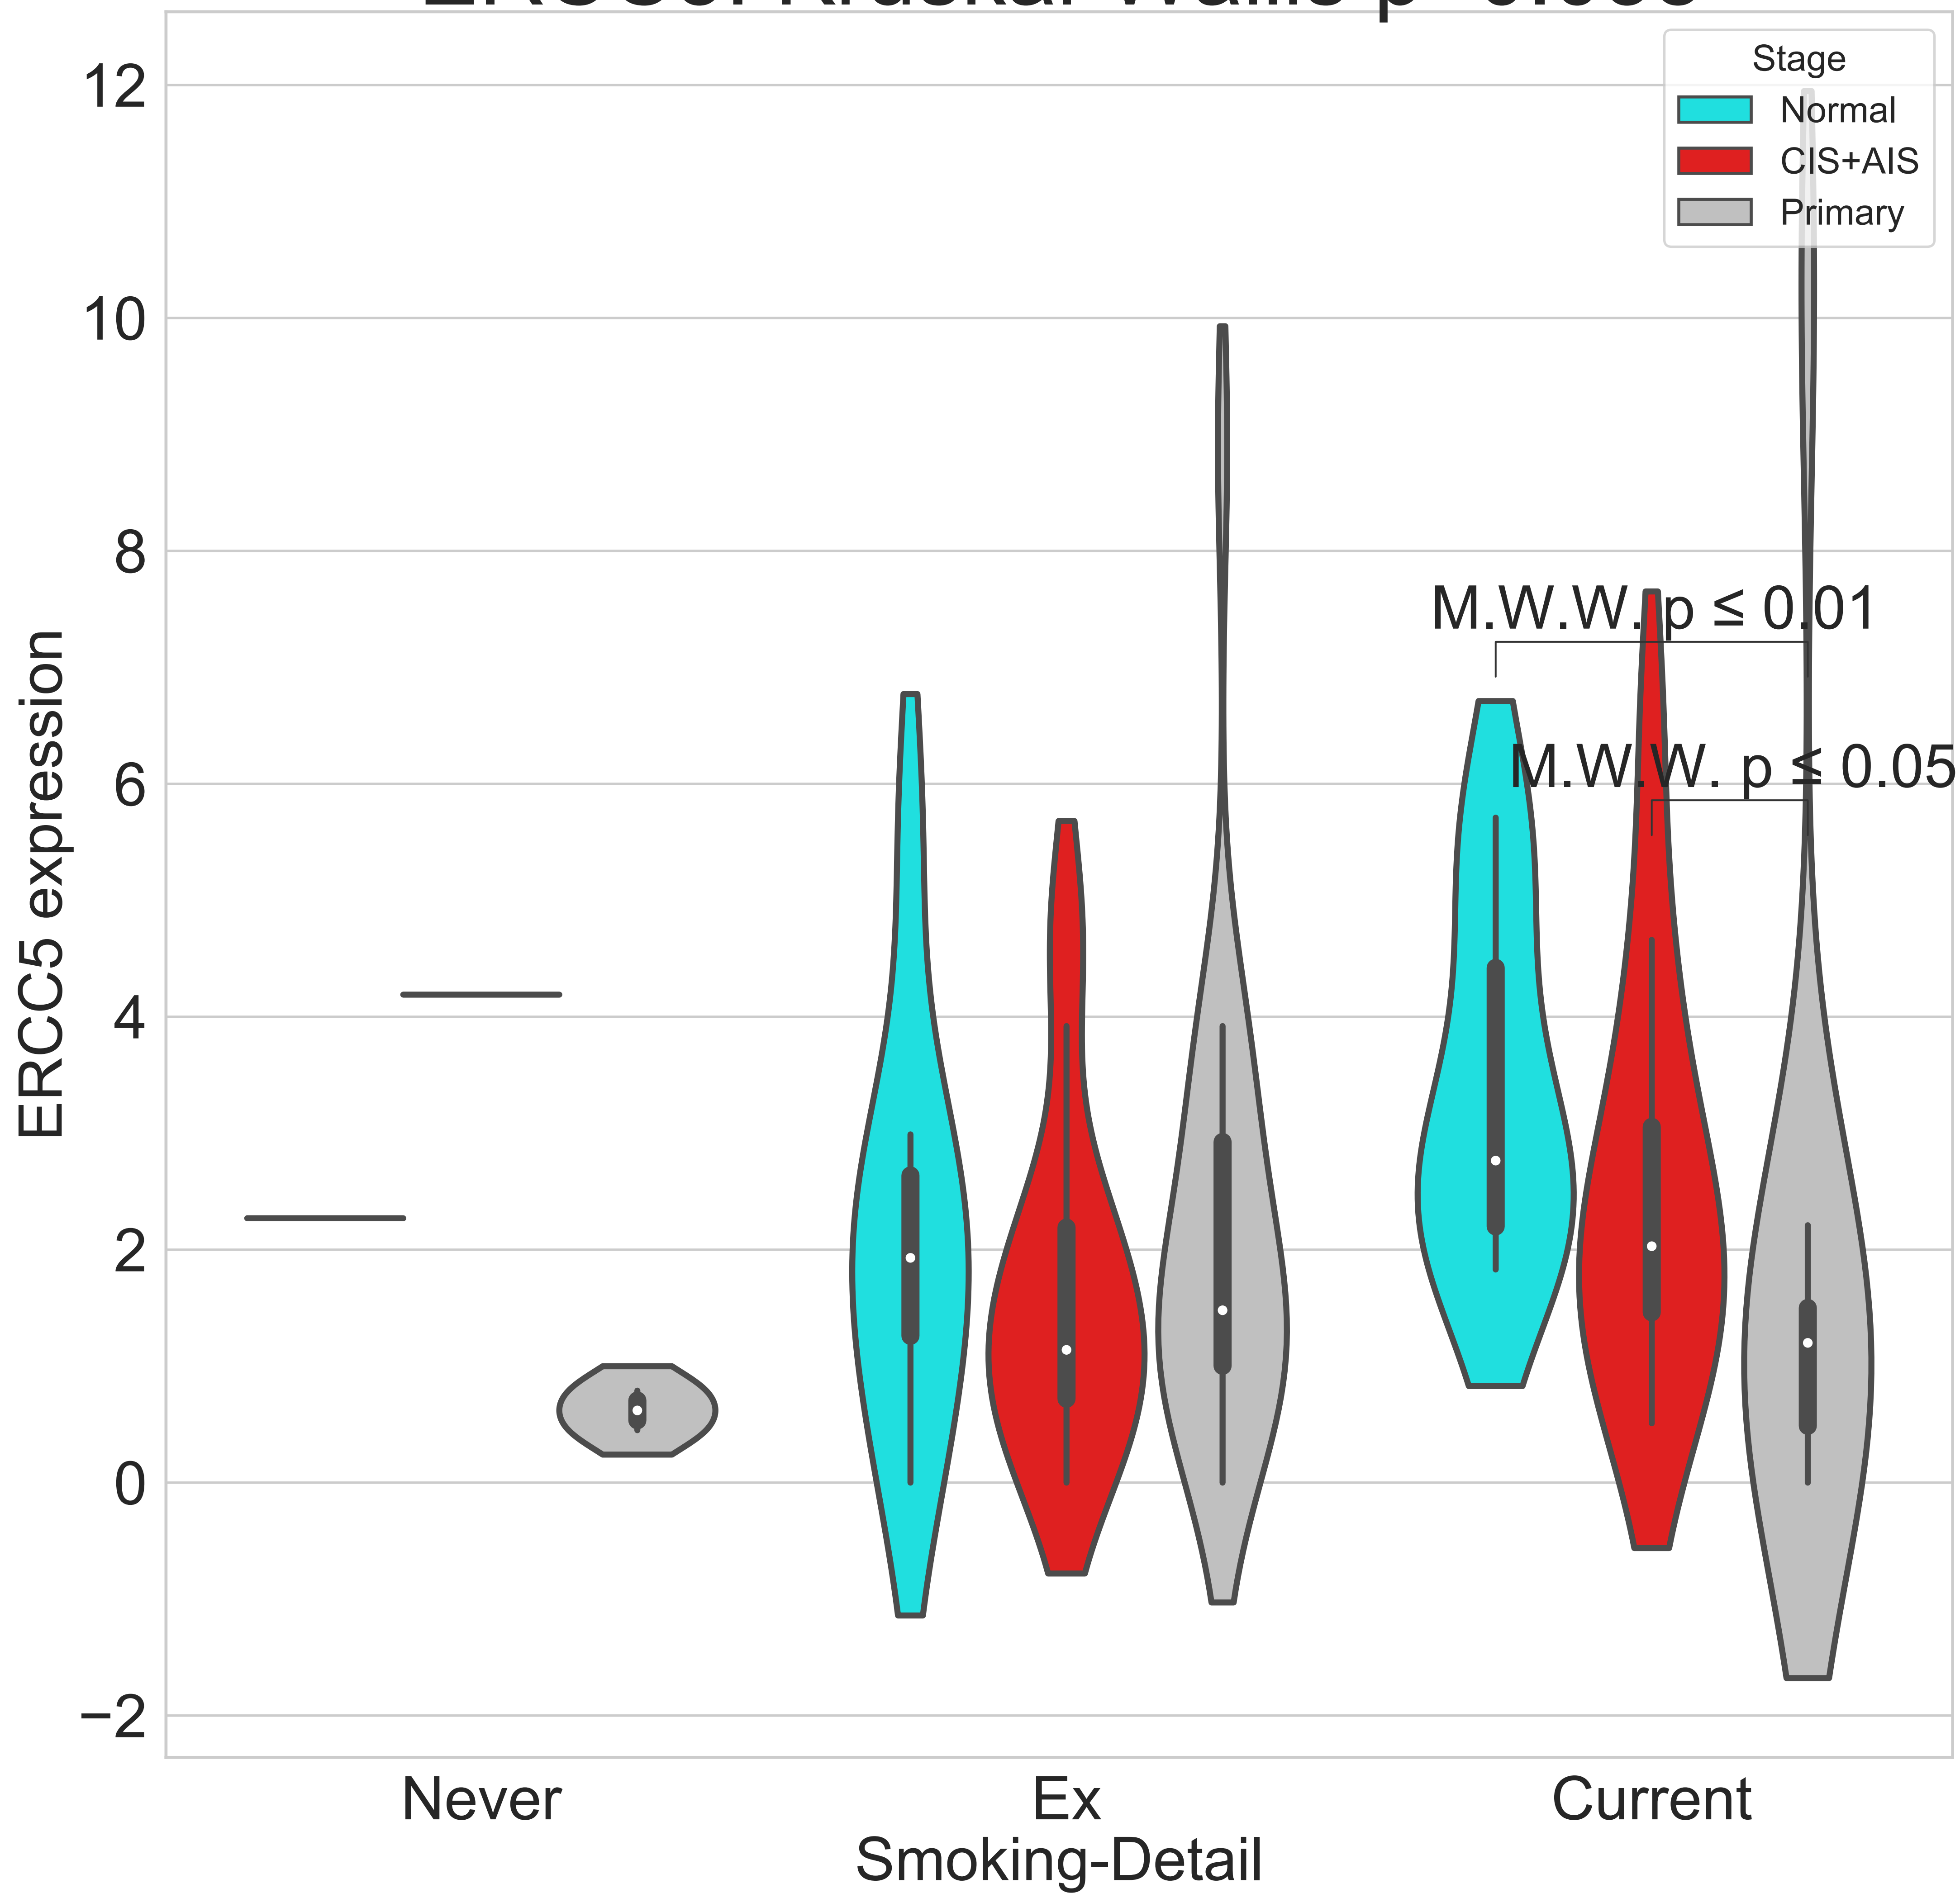 Stage
Normal
CIS+AIS
Primary
12
10
8
6
4
2
0
−2
ERCC5 expression
M.W.W. p ≤ 0.01
M.W.W. p ≤ 0.05
Never
Ex
Current
Smoking-Detail